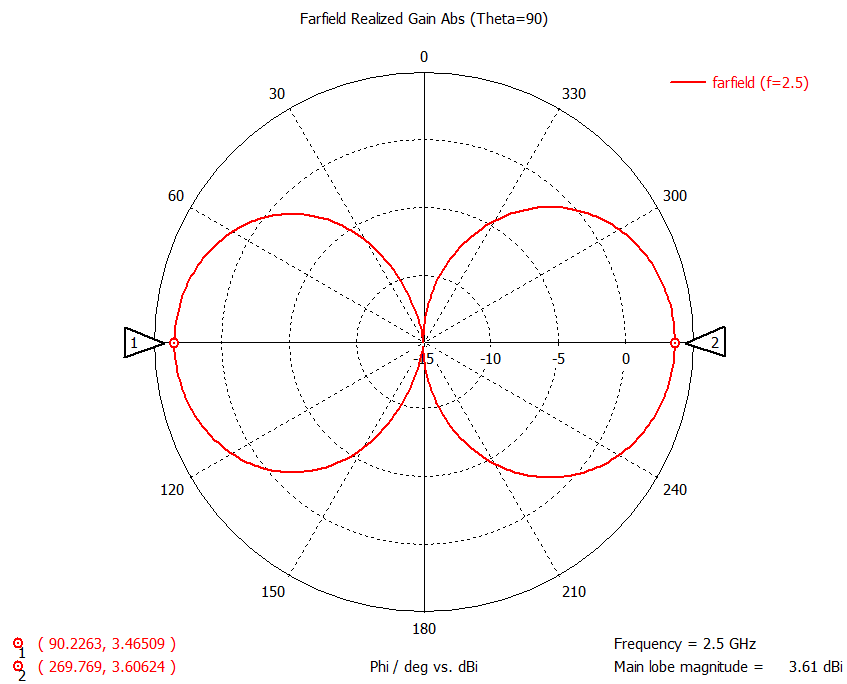 Farfield Realized Gain Abs (Theta=90)
0
30
330
farfield (f=2.5)
60
300
1
2
-15
-10
-5
0
120
240
150
210
180
1 ( 90.2263, 3.46509 )
2 ( 269.769, 3.60624 )
Phi / deg vs. dBi
Frequency = 2.5 GHz
Main lobe magnitude = 3.61 dBi